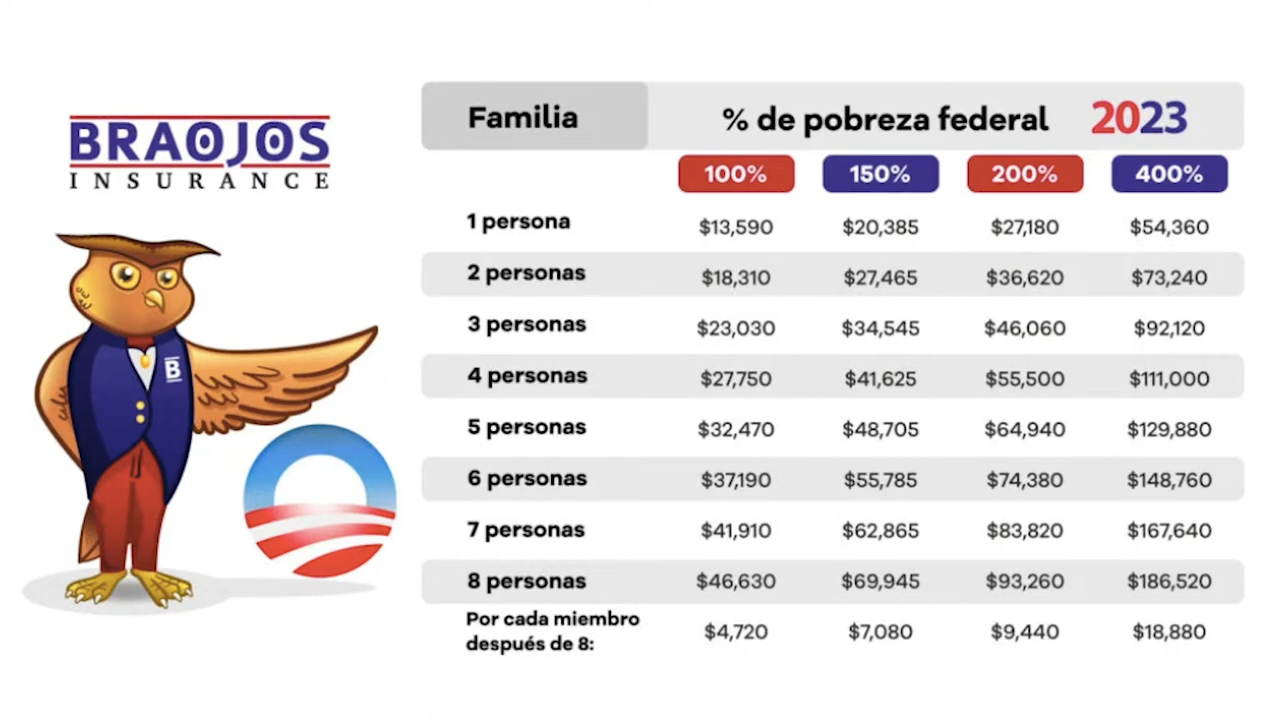 BRAOJOS
INSURANCE
B
Familia % de pobreza federal 2023
100% 150% 200% 400%
1 persona $13,590 $20,385 $27,180 $54,360
2 personas $18,310 $27,465 $36,620 $73,240
3 personas $23,030 $34,545 $46,060 $92,120
4 personas $27,750 $41,625 $55,500 $111,000
5 personas $32,470 $48,705 $64,940 $129,880
6 personas $37,190 $55,785 $74,380 $148,760
7 personas $41,910 $62,865 $83,820 $167,640
8 personas $46,630 $69,945 $93,260 $186,520
Por cada miembro
después de 8: $4,720 $7,080 $9,440 $18,880